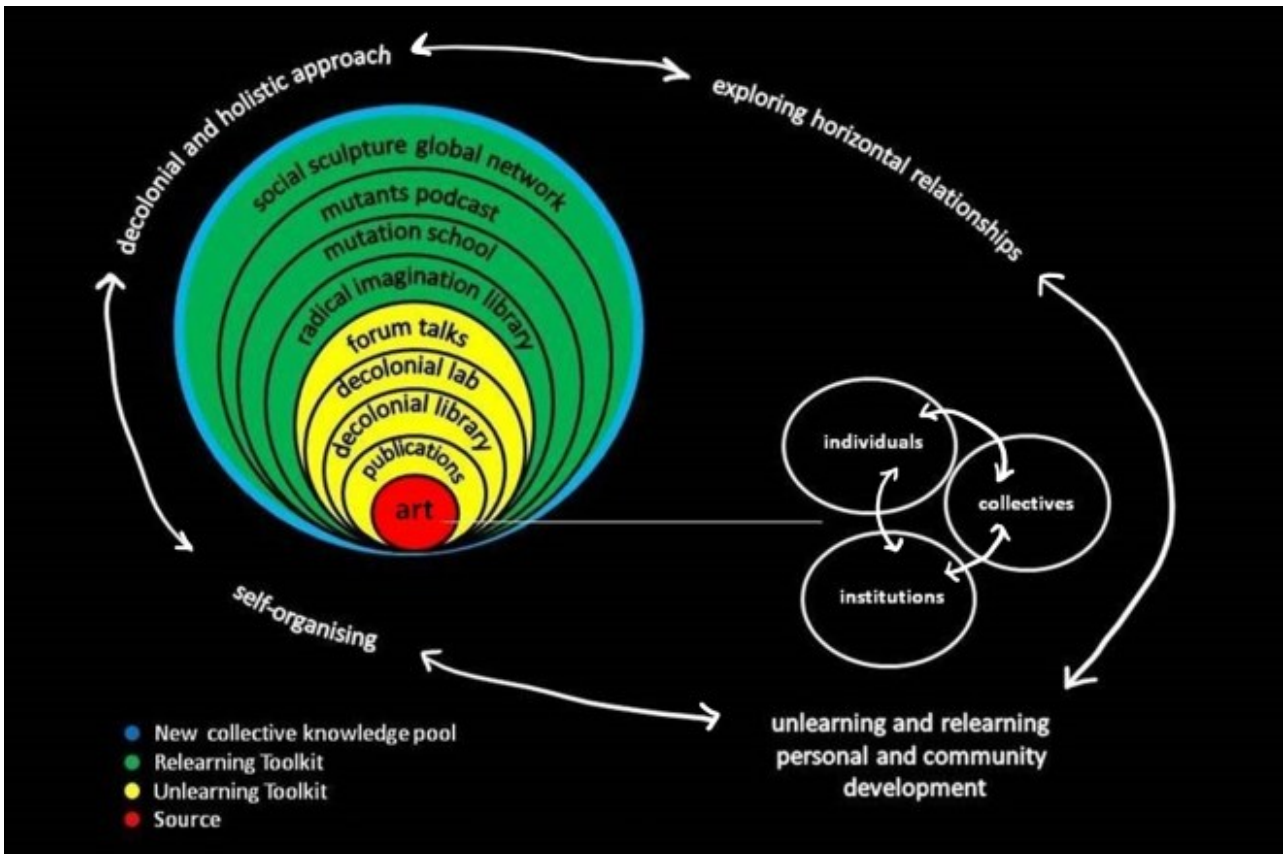 decolonial and holistic approach
exploring horizontal relationships
social sculpture global network
mutants podcast
mutation school
radical imagination library
forum talks
decolonial lab
decolonial library
publications
art
individuals
collectives
institutions
self-organising
unlearning and relearning
personal and community
development
New collective knowledge pool
Relearning Toolkit
Unlearning Toolkit
Source